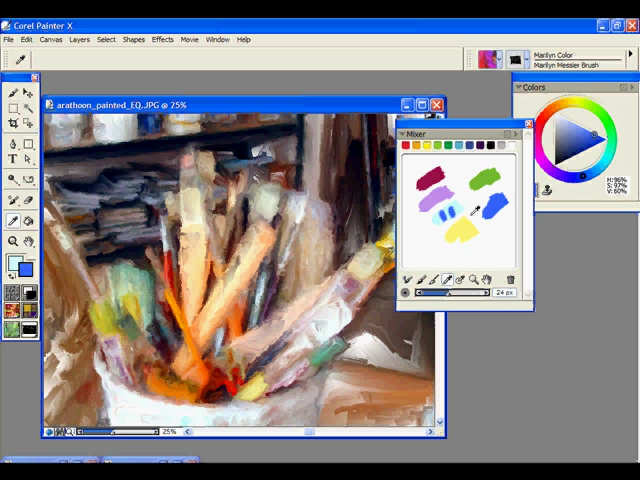 Corel Painter X
File Edit Canvas Layers Select Shapes Effects Movie Window Help
Marilyn Color
Marilyn Messier Brush
Colors
arathoon_painted_EQ.JPG @ 25%
Mixer
H:96%
S: 97%
V: 60%
T
24 px
25%